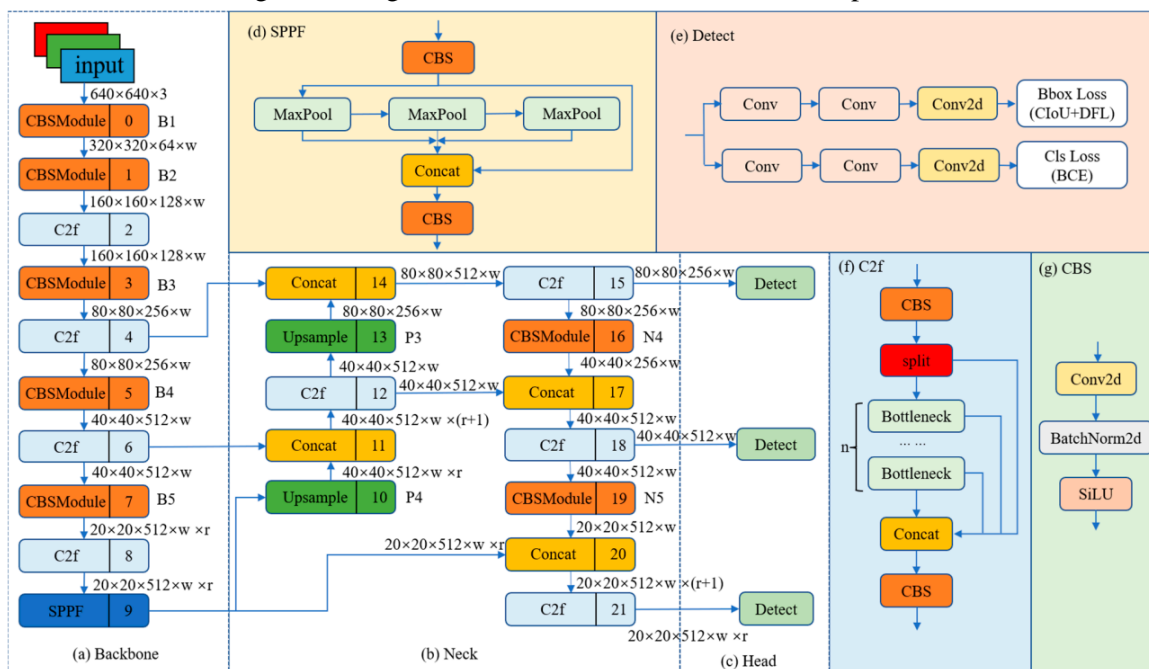 input
640×640×3
CBSModule 0 B1
320×320×64×w
CBSModule 1 B2
160×160×128×w
C2f 2
160×160×128×w
CBSModule 3 B3
80×80×256×w
C2f 4
80×80×256×w
CBSModule 5 B4
40×40×512×w
C2f 6
40×40×512×w
CBSModule 7 B5
20×20×512×w ×r
C2f 8
20×20×512×w ×r
SPPF 9
(a) Backbone
(d) SPPF
CBS
MaxPool MaxPool MaxPool
Concat
CBS
(e) Detect
Conv Conv Conv2d Bbox Loss
(CIoU+DFL)
Conv Conv Conv2d Cls Loss
(BCE)
Concat 14
80×80×512×w
80×80×256×w
Upsample 13 P3
40×40×512×w
C2f 12
40×40×512×w
40×40×512×w ×(r+1)
Concat 11
40×40×512×w ×r
Upsample 10 P4
20×20×512×w ×r
C2f 15
80×80×256×w
80×80×256×w
CBSModule 16 N4
40×40×256×w
Concat 17
40×40×512×w
C2f 18
40×40×512×w
40×40×512×w
CBSModule 19 N5
20×20×512×w
Concat 20
20×20×512×w ×(r+1)
C2f 21
20×20×512×w ×r
(b) Neck
Detect
Detect
Detect
(c) Head
(f) C2f
CBS
split
Bottleneck
n
... ...
Bottleneck
Concat
CBS
(g) CBS
Conv2d
BatchNorm2d
SiLU